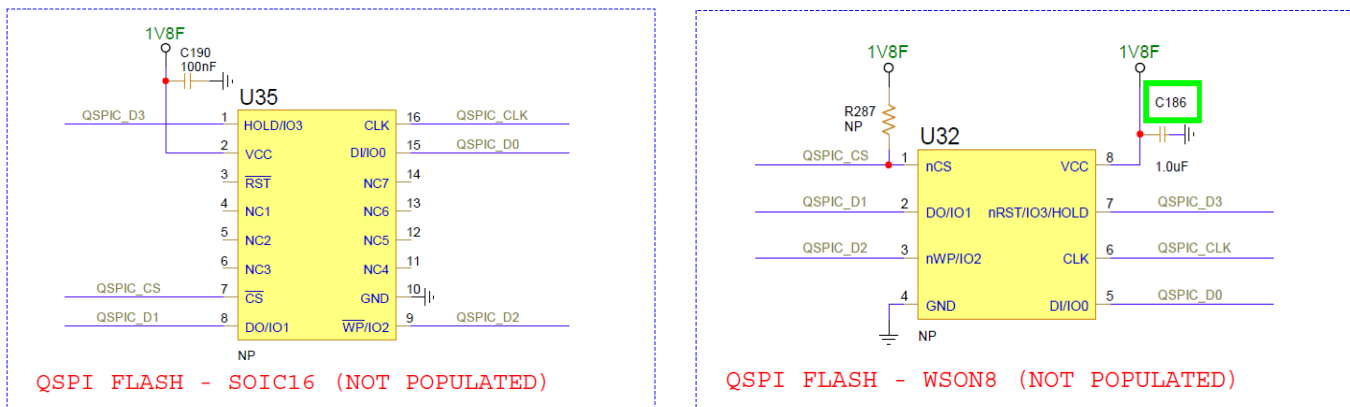 1V8F
C190
100nF
U35
QSPIC_D3 1 HOLD/IO3 CLK 16 QSPIC_CLK
2 VCC DI/IO0 15 QSPIC_D0
3 RST NC7 14
4 NC1 NC6 13
5 NC2 NC5 12
6 NC3 NC4 11
QSPIC_CS 7 CS GND 10
QSPIC_D1 8 DO/IO1 WP/IO2 9 QSPIC_D2
NP
QSPI FLASH - SOIC16 (NOT POPULATED)
1V8F 1V8F
R287
NP
C186
1.0uF
U32
QSPIC_CS 1 nCS VCC 8
QSPIC_D1 2 DO/IO1 nRST/IO3/HOLD 7 QSPIC_D3
QSPIC_D2 3 nWP/IO2 CLK 6 QSPIC_CLK
4 GND DI/IO0 5 QSPIC_D0
NP
QSPI FLASH - WSON8 (NOT POPULATED)